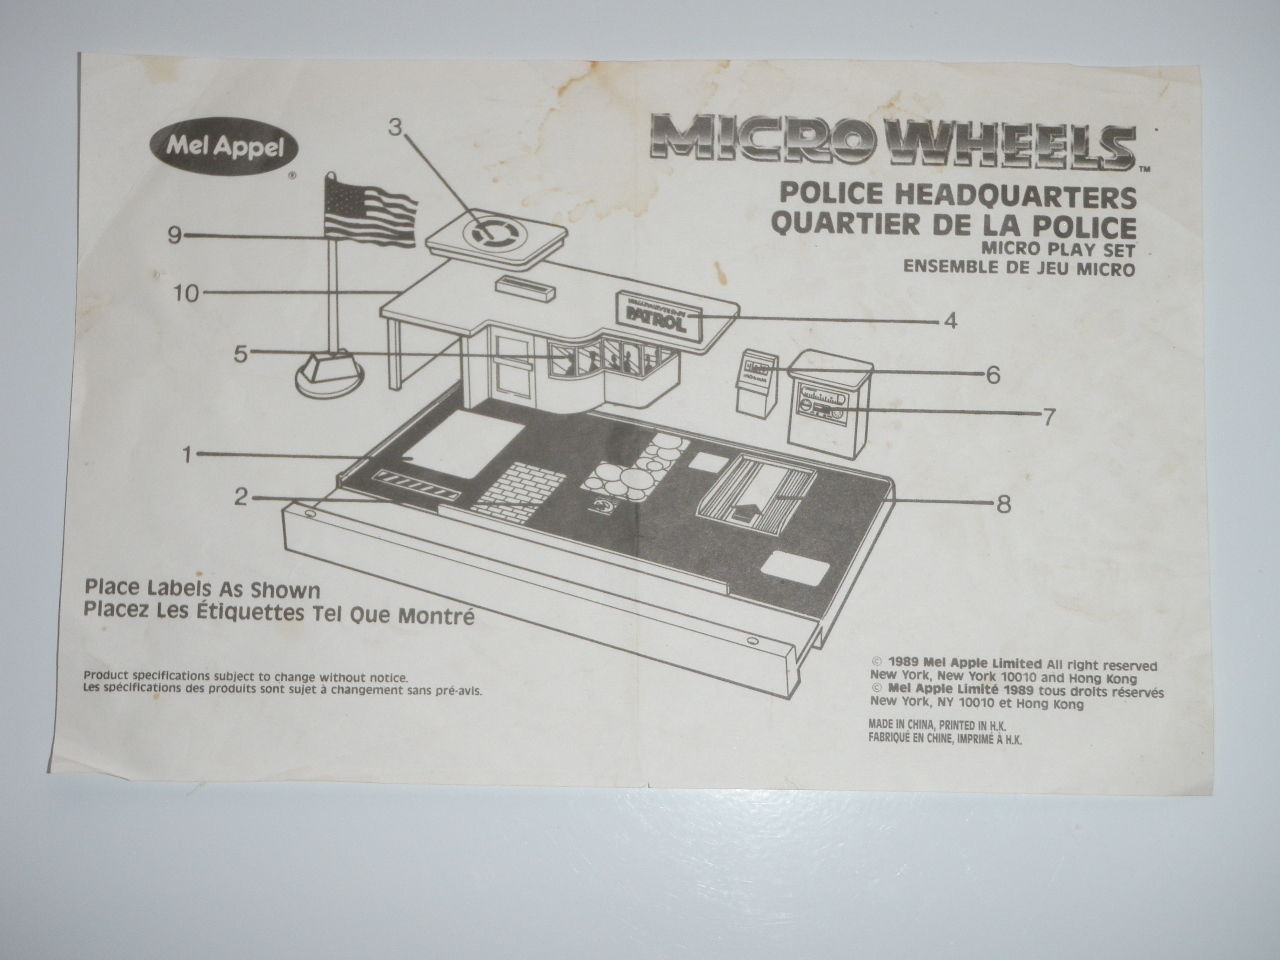 Mel Appel
®
MICRO WHEELS™
POLICE HEADQUARTERS
QUARTIER DE LA POLICE
MICRO PLAY SET
ENSEMBLE DE JEU MICRO
3
9
10
PATROL
4
5
6
7
1
2
8
Place Labels As Shown
Placez Les Étiquettes Tel Que Montré
Product specifications subject to change without notice.
Les spécifications des produits sont sujet à changement sans pré-avis.
© 1989 Mel Apple Limited All right reserved
New York, New York 10010 and Hong Kong
© Mel Apple Limité 1989 tous droits réservés
New York, NY 10010 et Hong Kong
MADE IN CHINA, PRINTED IN H.K.
FABRIQUÉ EN CHINE, IMPRIMÉ À H.K.